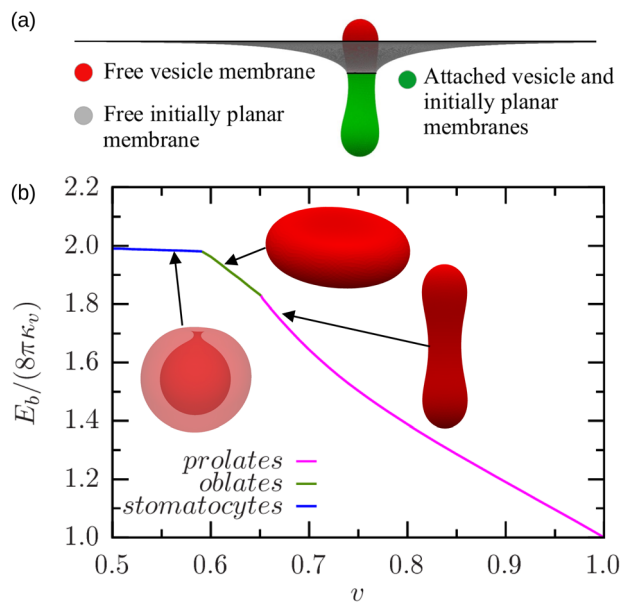 (a)
Free vesicle membrane
Free initially planar
membrane
Attached vesicle and
initially planar
membranes
(b)
2.2
2.0
1.8
1.6
1.4
1.2
1.0
E_b/(8πκ_v)
prolates
oblates
stomatocytes
0.5 0.6 0.7 0.8 0.9 1.0
v